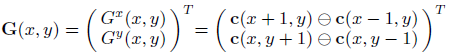 G(x, y) = ( G^x(x, y) G^y(x, y) )^T = ( c(x + 1, y) ⊖ c(x − 1, y) c(x, y + 1) ⊖ c(x, y − 1) )^T